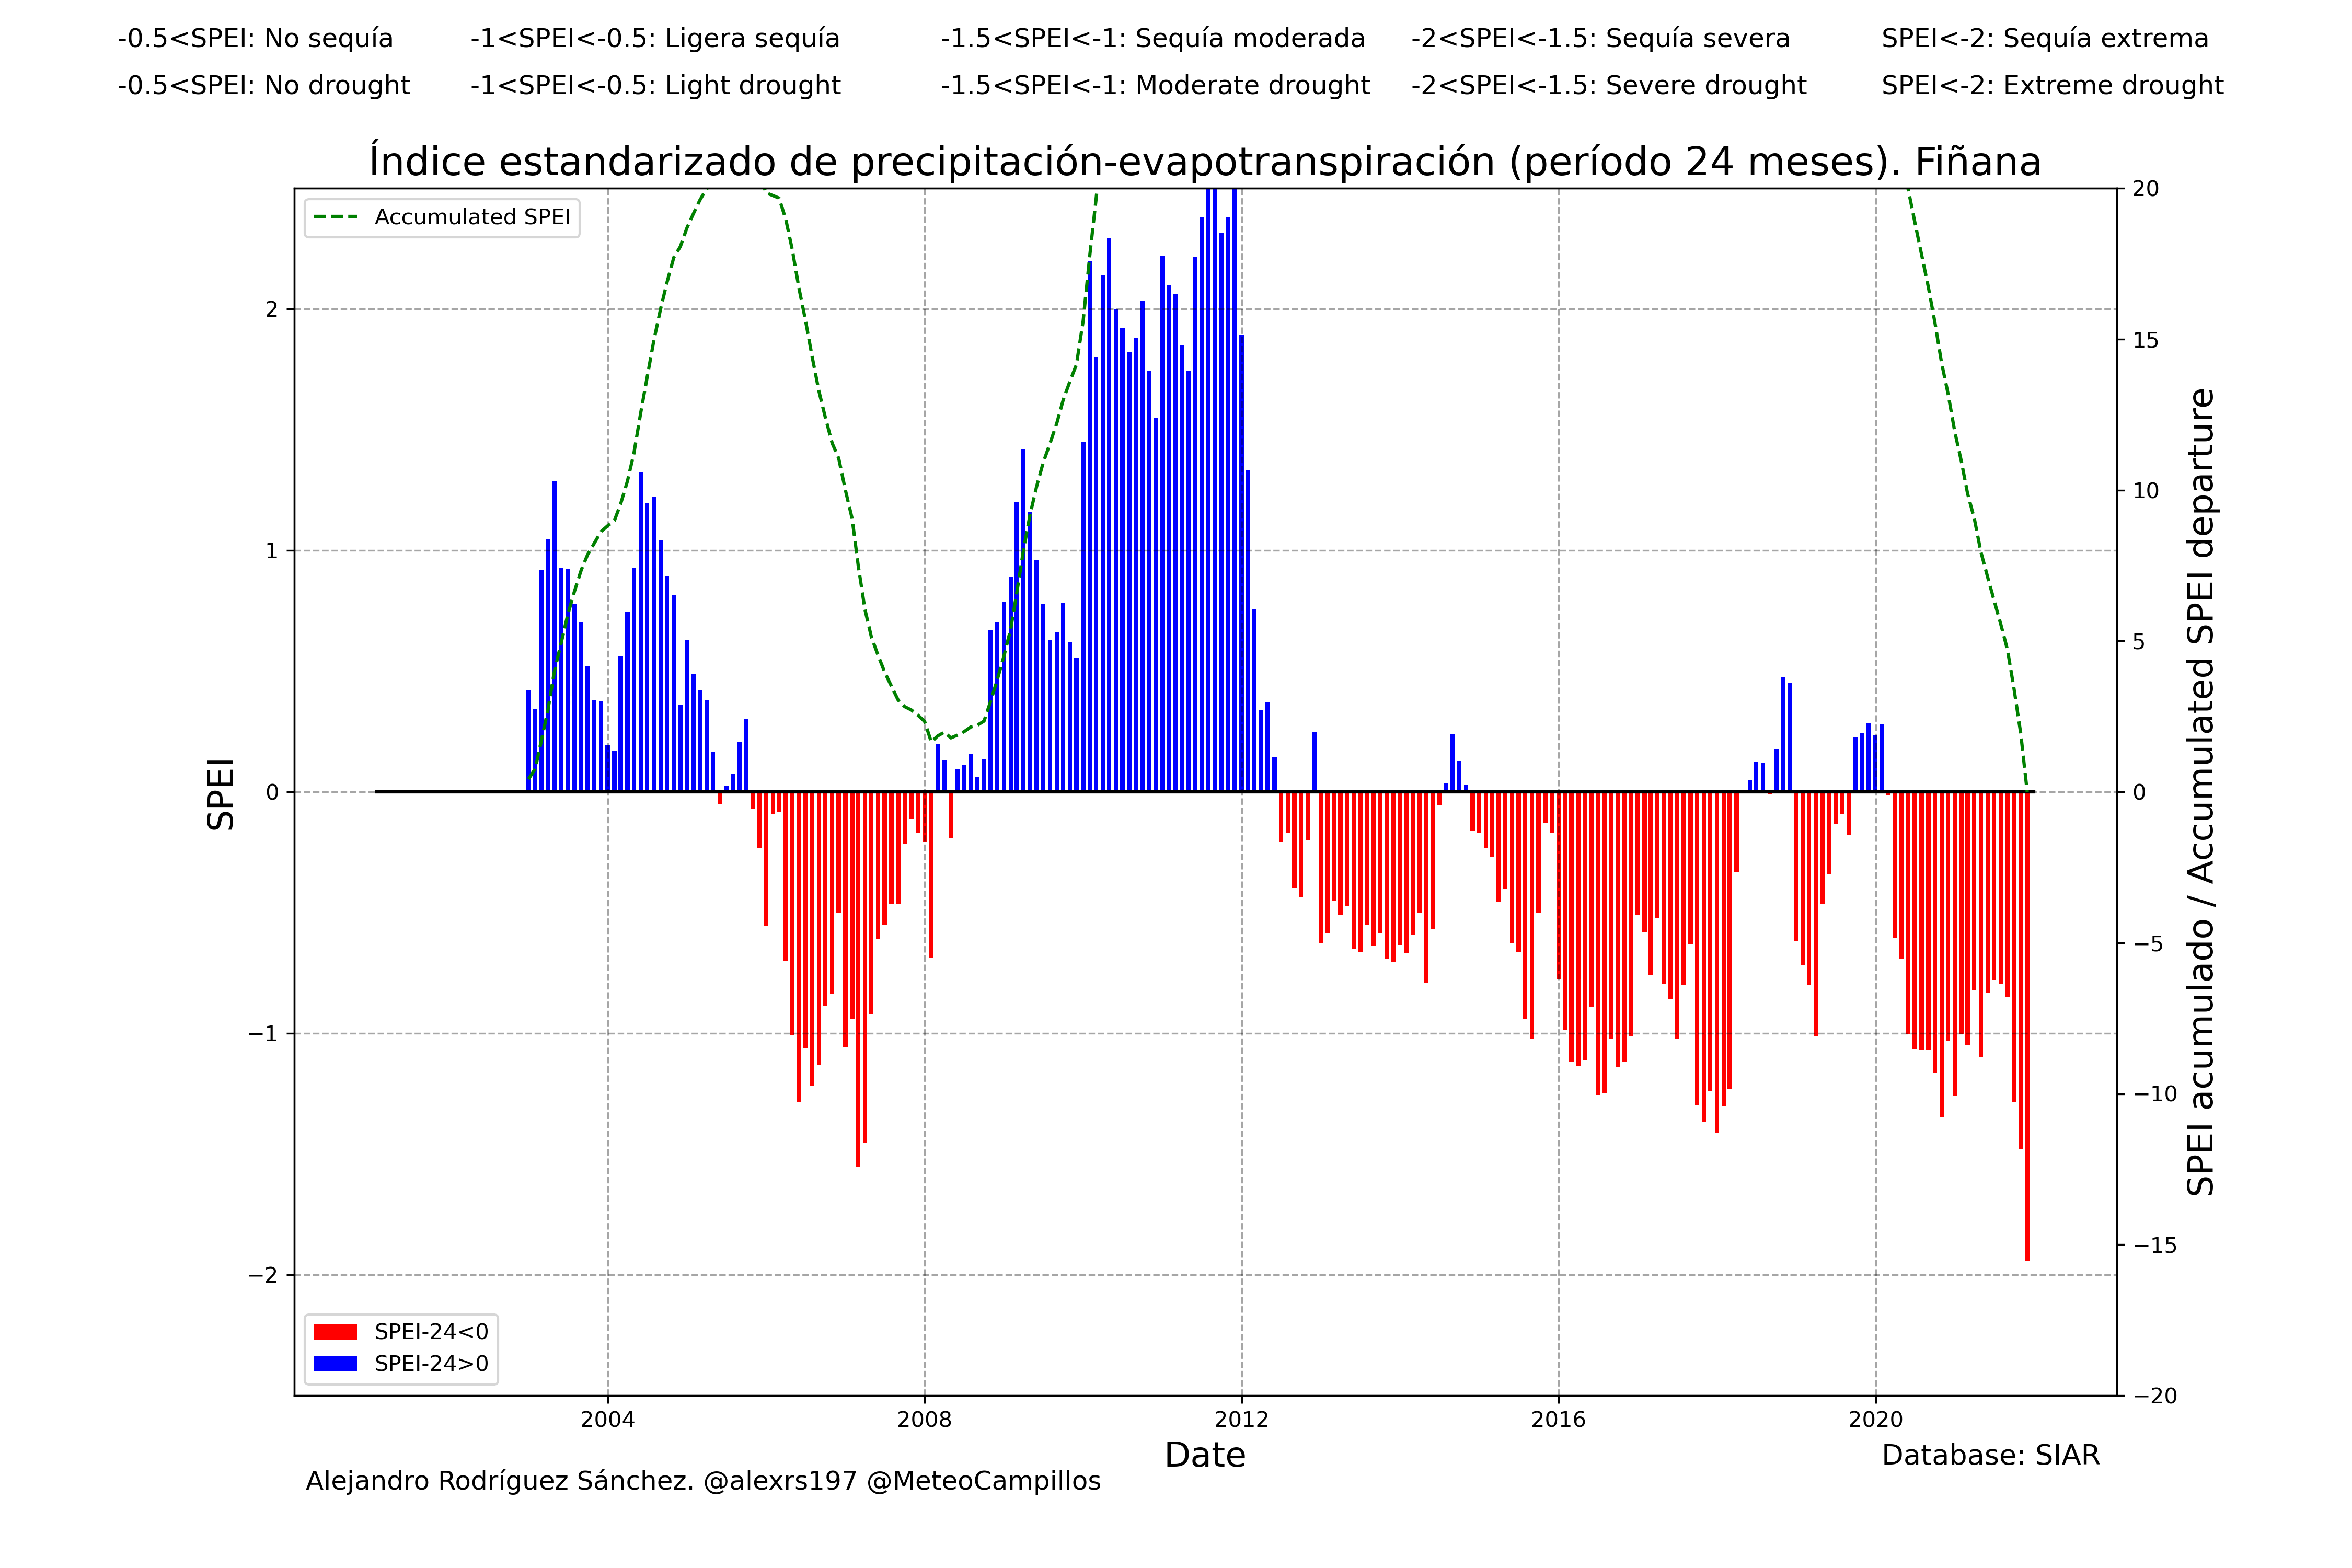 -0.5<SPEI: No sequía -1<SPEI<-0.5: Ligera sequía -1.5<SPEI<-1: Sequía moderada -2<SPEI<-1.5: Sequía severa SPEI<-2: Sequía extrema
-0.5<SPEI: No drought -1<SPEI<-0.5: Light drought -1.5<SPEI<-1: Moderate drought -2<SPEI<-1.5: Severe drought SPEI<-2: Extreme drought
Índice estandarizado de precipitación-evapotranspiración (período 24 meses). Fiñana
Accumulated SPEI
2
1
0
−1
−2
SPEI
20
15
10
5
0
−5
−10
−15
−20
SPEI acumulado / Accumulated SPEI departure
SPEI-24<0
SPEI-24>0
2004 2008 2012 2016 2020
Date
Database: SIAR
Alejandro Rodríguez Sánchez. @alexrs197 @MeteoCampillos